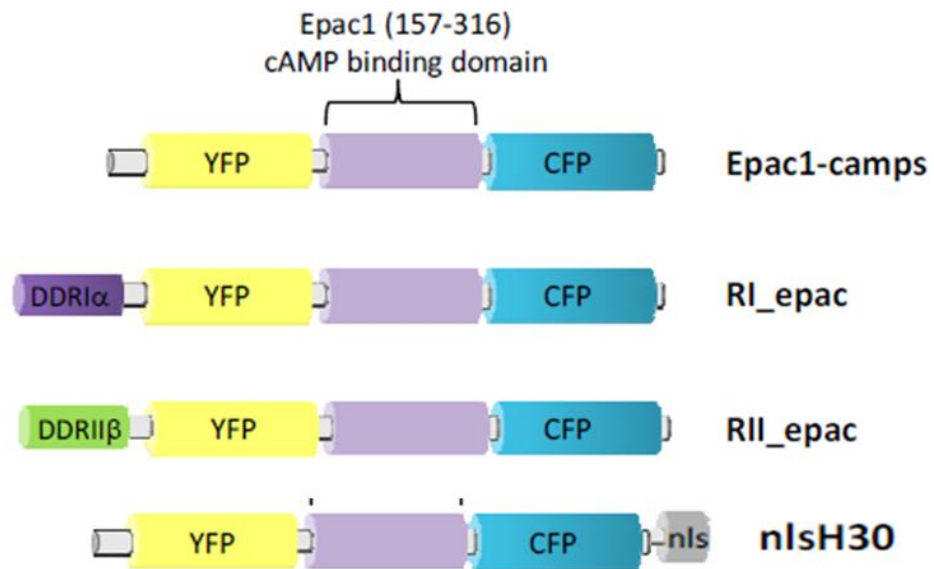 Epac1 (157-316)
cAMP binding domain
YFP CFP Epac1-camps
DDRIα YFP CFP RI_epac
DDRIIβ YFP CFP RII_epac
YFP CFP nls nlsH30